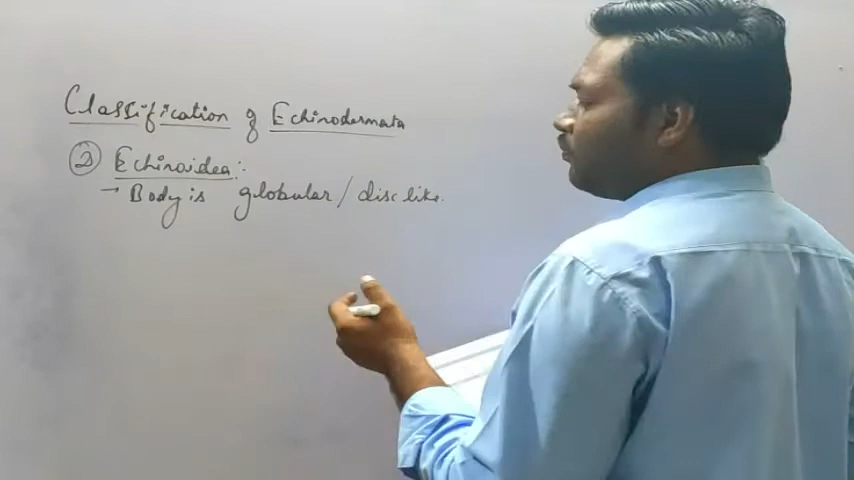 Classification of Echinodermata
② Echinoidea:-
→ Body is globular / disc like.